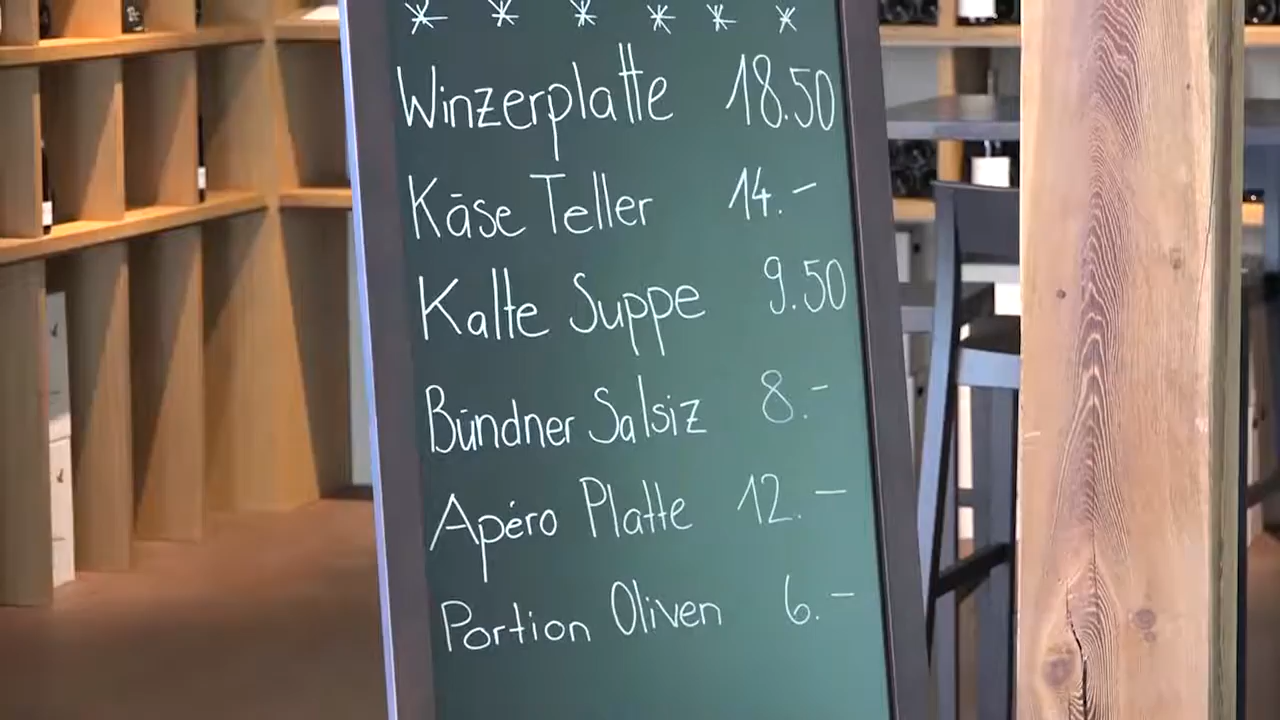 Winzerplatte 18.50
Käse Teller 14.–
Kalte Suppe 9.50
Bündner Salsiz 8.–
Apéro Platte 12.–
Portion Oliven 6.–